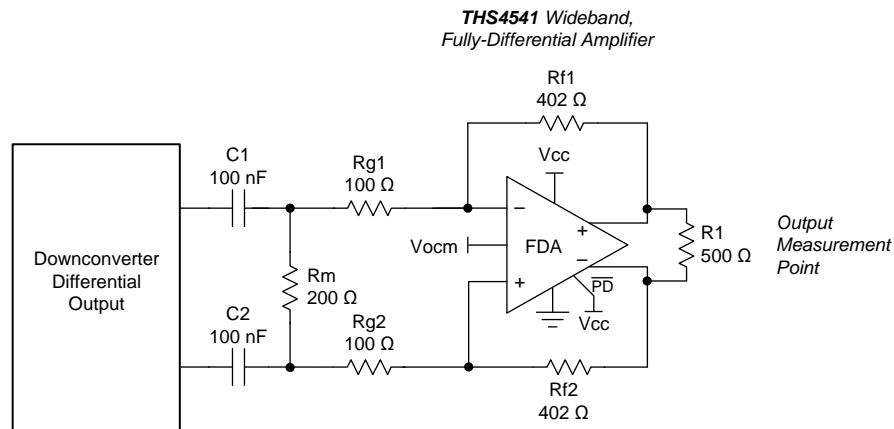 THS4541 Wideband,
Fully-Differential Amplifier
Rf1
402 Ω
C1
100 nF
Rg1
100 Ω
Vcc
Downconverter
Differential
Output
Rm
200 Ω
Vocm
−
+
FDA
+
−
PD
Vcc
R1
500 Ω
Output
Measurement
Point
C2
100 nF
Rg2
100 Ω
Rf2
402 Ω